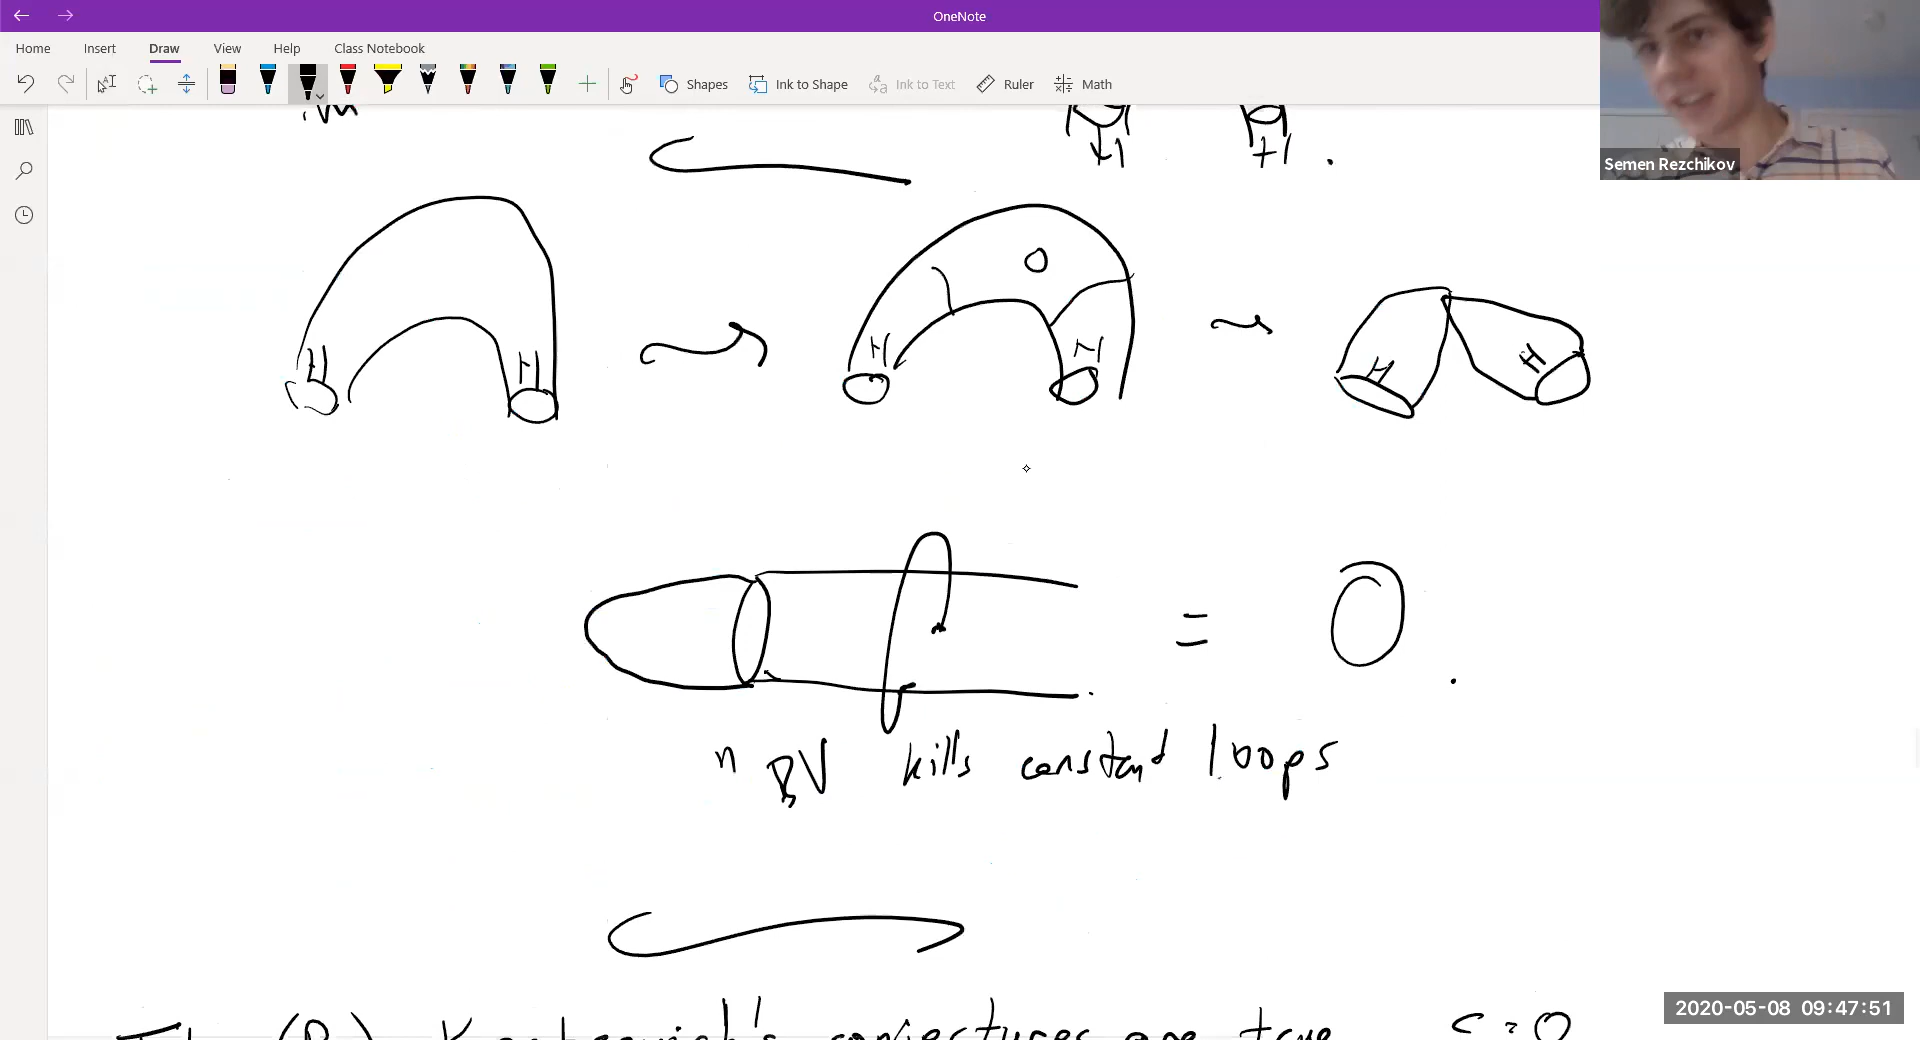 OneNote
Home Insert Draw View Help Class Notebook
Shapes Ink to Shape Ink to Text Ruler Math
Semen Rezchikov
+1 +1 .
H H H O H H H
= 0 .
" BV kills constant loops
Kontsevich's conjectures are true
2020-05-08 09:47:51